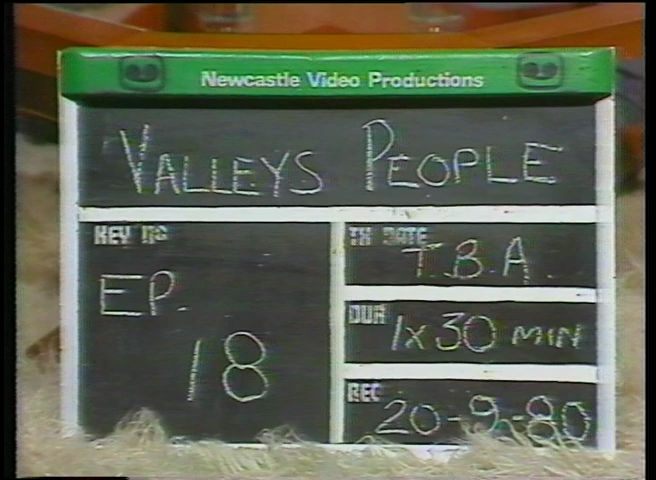 Newcastle Video Productions
VALLEYS PEOPLE
KEY No
EP.
18
TX DATE
T.B.A
DUR
1x30 MIN
REC
20-9-80